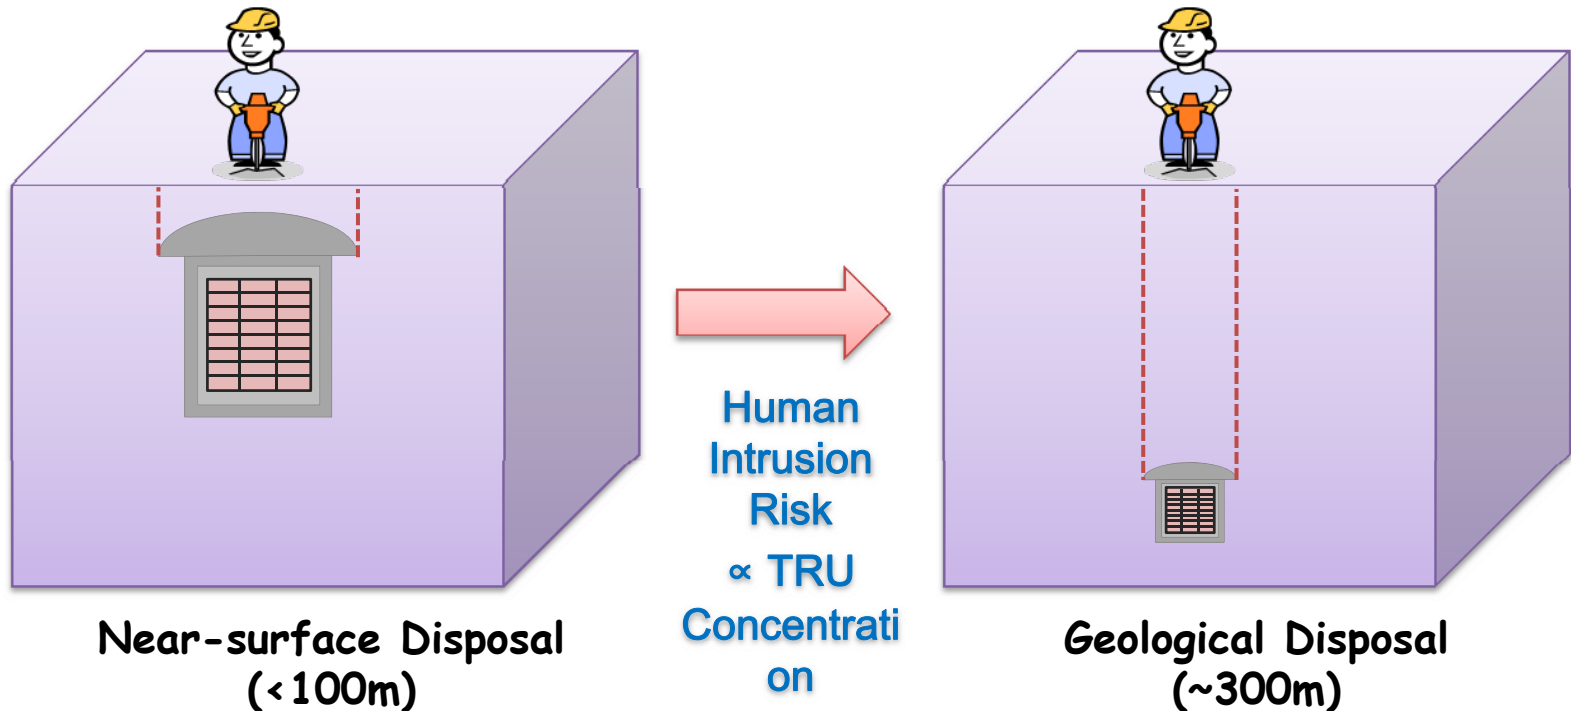 Human
Intrusion
Risk
∝ TRU
Concentrati
on
Near-surface Disposal
(<100m)
Geological Disposal
(~300m)